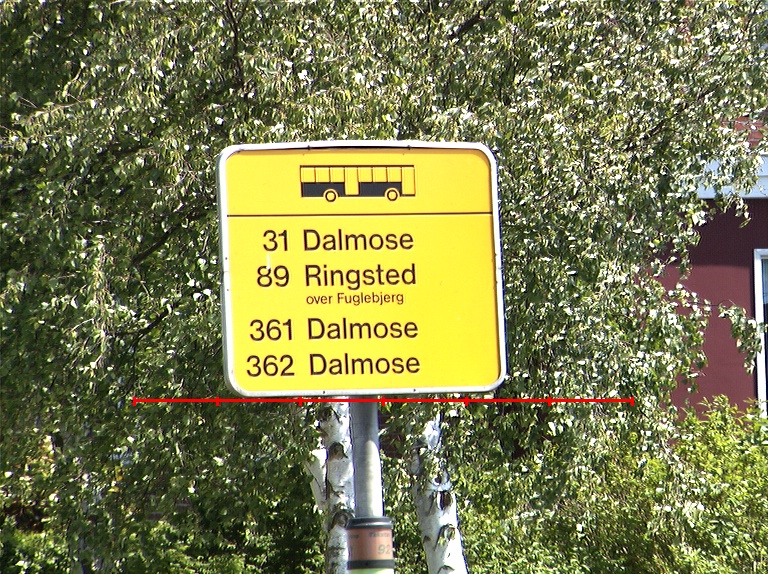 31 Dalmose
89 Ringsted
over Fuglebjerg
361 Dalmose
362 Dalmose